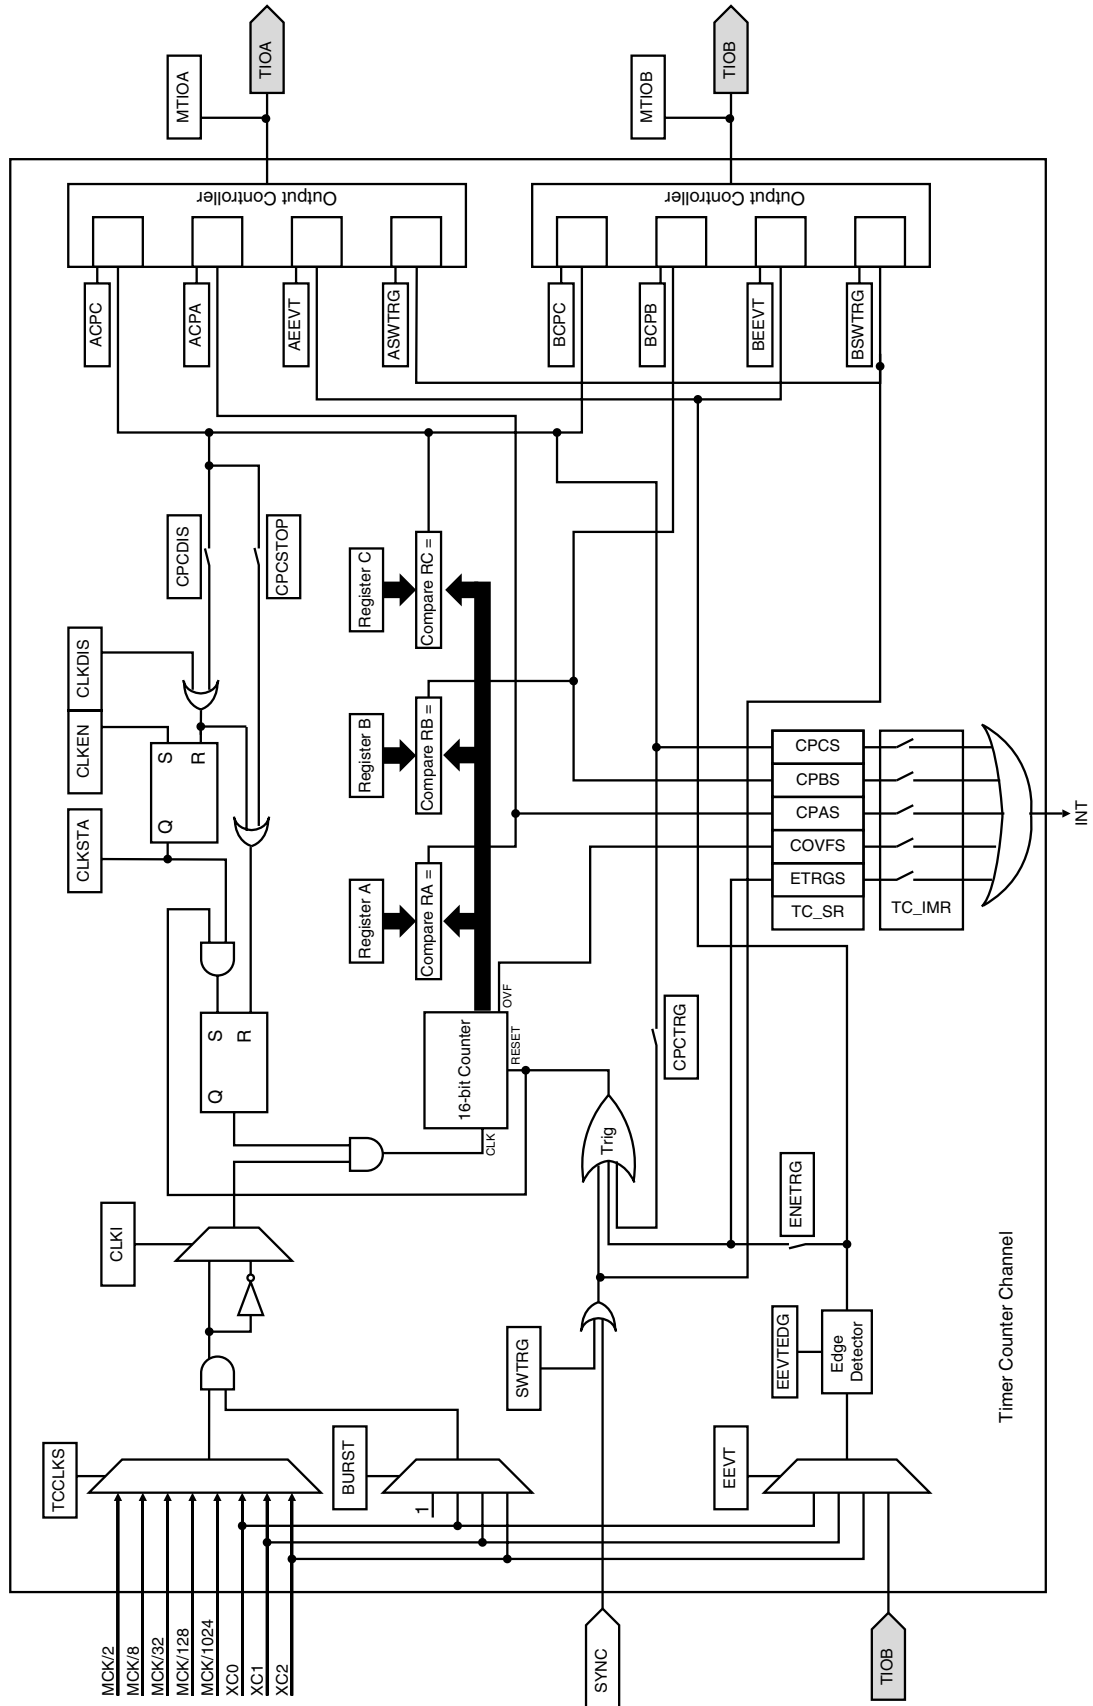 TCCLKS
MCK/2
MCK/8
MCK/32
MCK/128
MCK/1024
XC0
XC1
XC2
CLKI
CLKSTA
CLKEN
CLKDIS
Q
S
R
CPCDIS
CPCSTOP
Q
S
R
ACPC
ACPA
AEEVT
ASWTRG
Output Controller
MTIOA
TIOA
BURST
1
Register A
Register B
Register C
Compare RA =
Compare RB =
Compare RC =
16-bit Counter
CLK
RESET
OVF
SWTRG
SYNC
Trig
CPCTRG
BCPC
BCPB
BEEVT
BSWTRG
Output Controller
MTIOB
TIOB
EEVT
TIOB
EEVTEDG
Edge
Detector
ENETRG
TC_SR
ETRGS
COVFS
CPAS
CPBS
CPCS
TC_IMR
INT
Timer Counter Channel